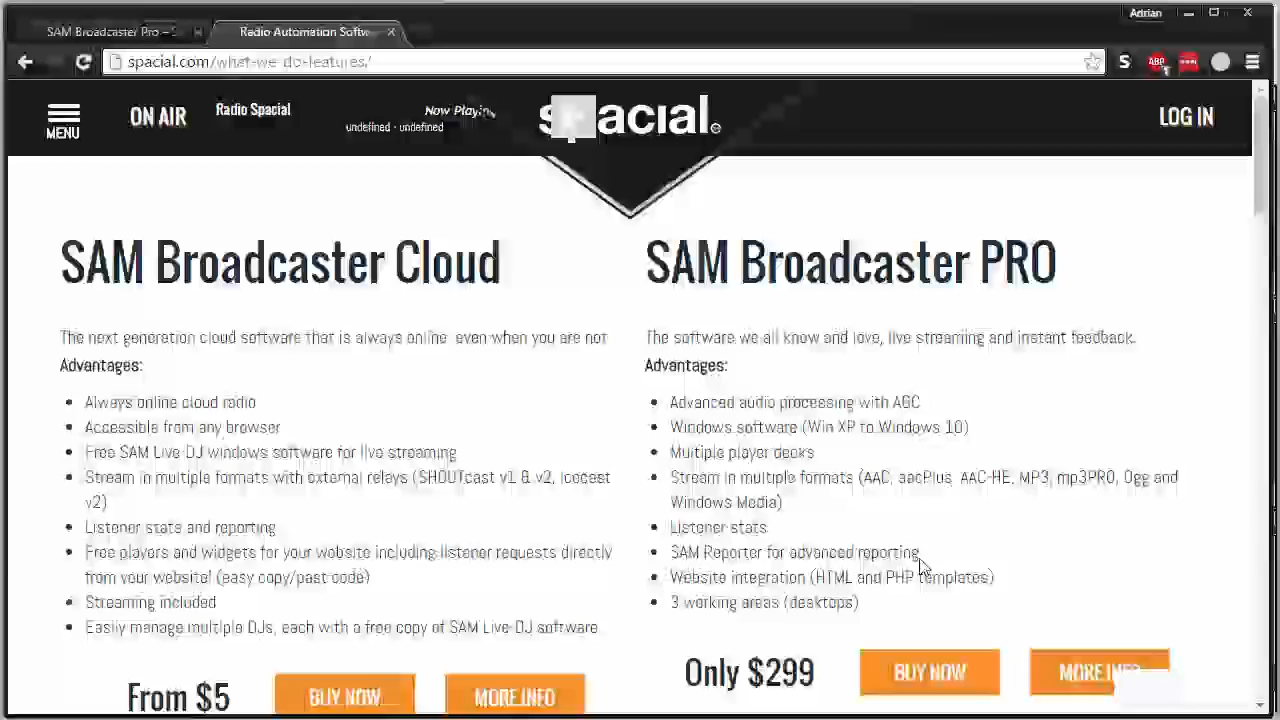 Adrian
SAM Broadcaster Pro –
Radio Automation Softw
spacial.com/what-we-do-features/
ABP
MENU
ON AIR
Radio Spacial
Now Playing
undefined - undefined
spacial
LOG IN
SAM Broadcaster Cloud
The next generation cloud software that is always online even when you are not
Advantages:
Always online cloud radio
Accessible from any browser
Free SAM Live DJ windows software for live streaming
Stream in multiple formats with external relays (SHOUTcast v1 & v2, icecast
v2)
Listener stats and reporting
Free players and widgets for your website including listener requests directly
from your website! (easy copy/past code)
Streaming included
Easily manage multiple DJs, each with a free copy of SAM Live DJ software
From $5
BUY NOW
MORE INFO
SAM Broadcaster PRO
The software we all know and love, live streaming and instant feedback.
Advantages:
Advanced audio processing with AGC
Windows software (Win XP to Windows 10)
Multiple player decks
Stream in multiple formats (AAC, aacPlus, AAC-HE, MP3, mp3PRO, Ogg and
Windows Media)
Listener stats
SAM Reporter for advanced reporting
Website integration (HTML and PHP templates)
3 working areas (desktops)
Only $299
BUY NOW
MORE INFO